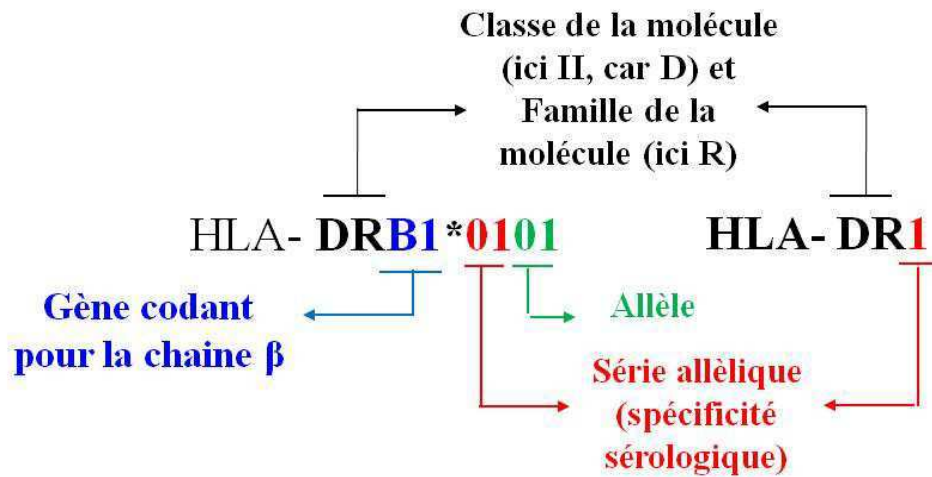 Classe de la molécule
(ici II, car D) et
Famille de la
molécule (ici R)
HLA- DRB1*0101
HLA- DR1
Gène codant
pour la chaine β
Allèle
Série allèlique
(spécificité
sérologique)